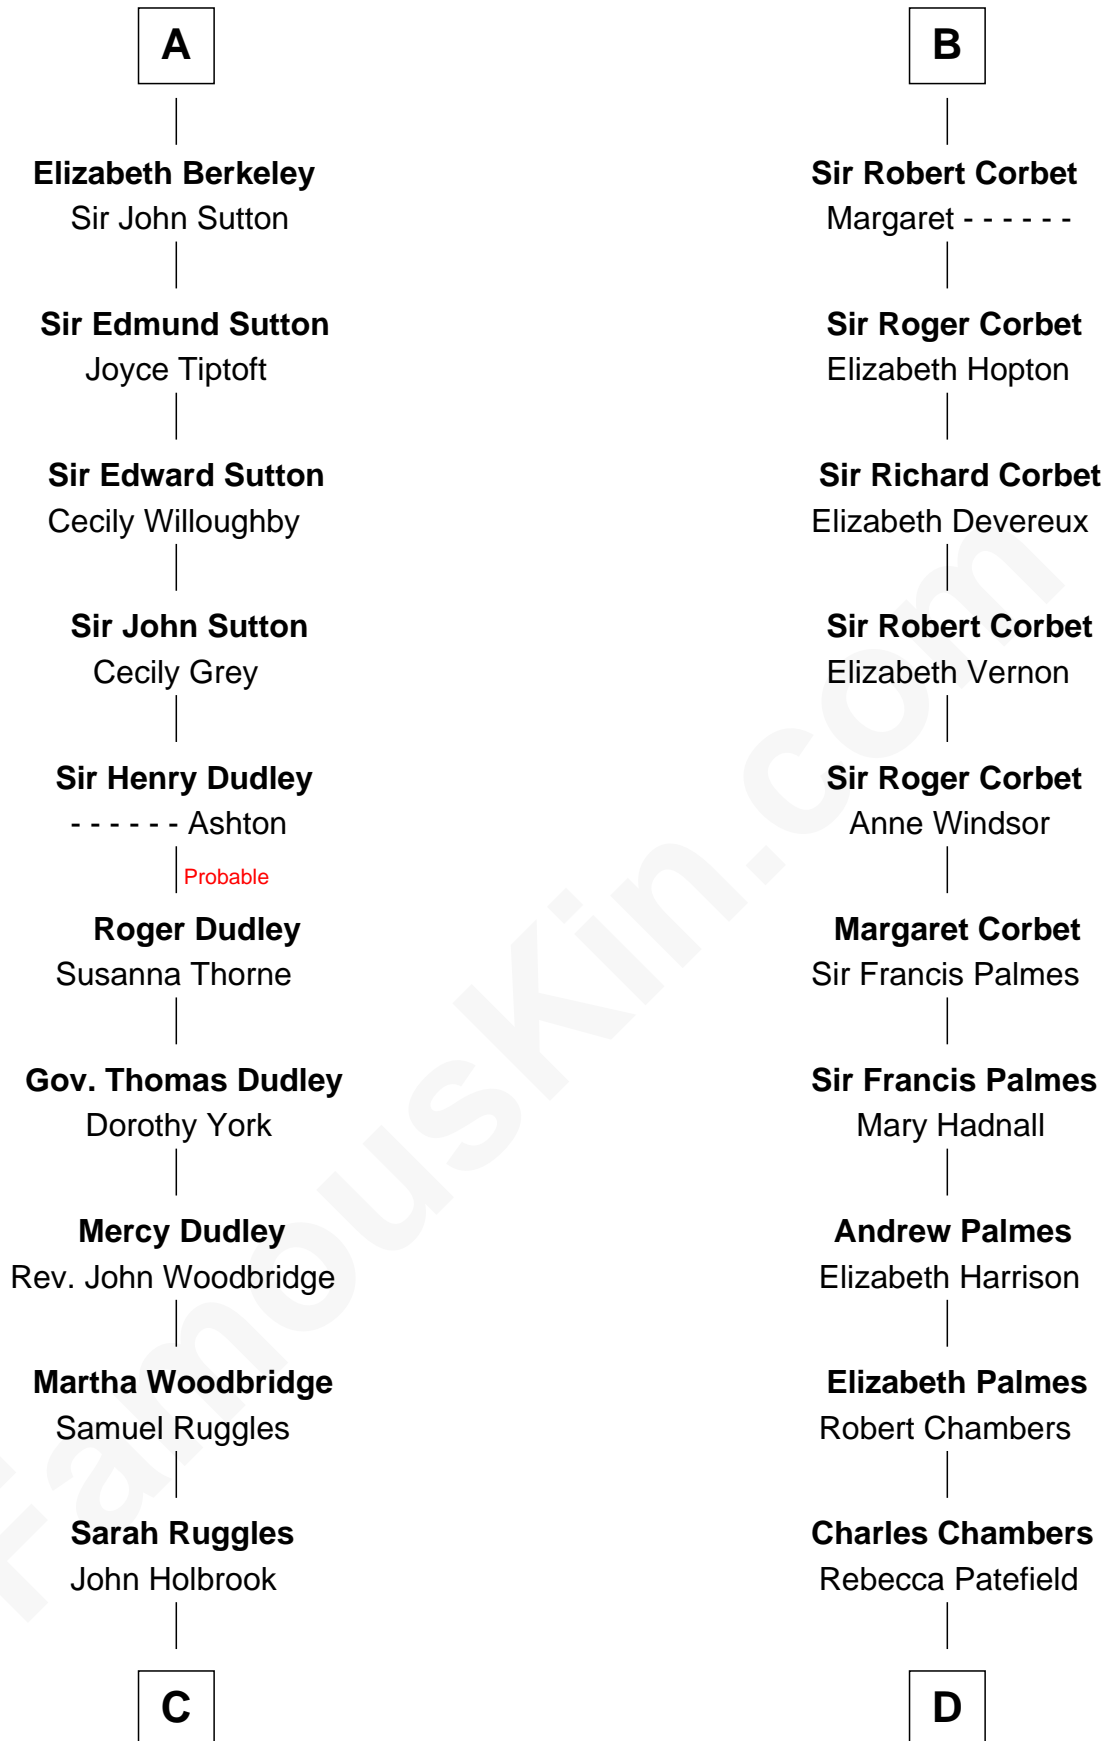 A
Elizabeth Berkeley
Sir John Sutton
Sir Edmund Sutton
Joyce Tiptoft
Sir Edward Sutton
Cecily Willoughby
Sir John Sutton
Cecily Grey
Sir Henry Dudley
- - - - - - Ashton
Probable
Roger Dudley
Susanna Thorne
Gov. Thomas Dudley
Dorothy York
Mercy Dudley
Rev. John Woodbridge
Martha Woodbridge
Samuel Ruggles
Sarah Ruggles
John Holbrook
C
B
Sir Robert Corbet
Margaret - - - - - -
Sir Roger Corbet
Elizabeth Hopton
Sir Richard Corbet
Elizabeth Devereux
Sir Robert Corbet
Elizabeth Vernon
Sir Roger Corbet
Anne Windsor
Margaret Corbet
Sir Francis Palmes
Sir Francis Palmes
Mary Hadnall
Andrew Palmes
Elizabeth Harrison
Elizabeth Palmes
Robert Chambers
Charles Chambers
Rebecca Patefield
D
FamousKin.com